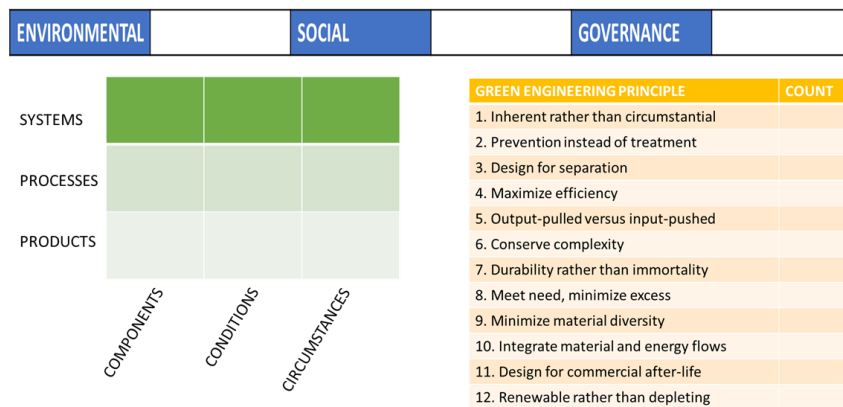 ENVIRONMENTAL SOCIAL GOVERNANCE
SYSTEMS
PROCESSES
PRODUCTS
COMPONENTS
CONDITIONS
CIRCUMSTANCES
GREEN ENGINEERING PRINCIPLE COUNT
1. Inherent rather than circumstantial
2. Prevention instead of treatment
3. Design for separation
4. Maximize efficiency
5. Output-pulled versus input-pushed
6. Conserve complexity
7. Durability rather than immortality
8. Meet need, minimize excess
9. Minimize material diversity
10. Integrate material and energy flows
11. Design for commercial after-life
12. Renewable rather than depleting